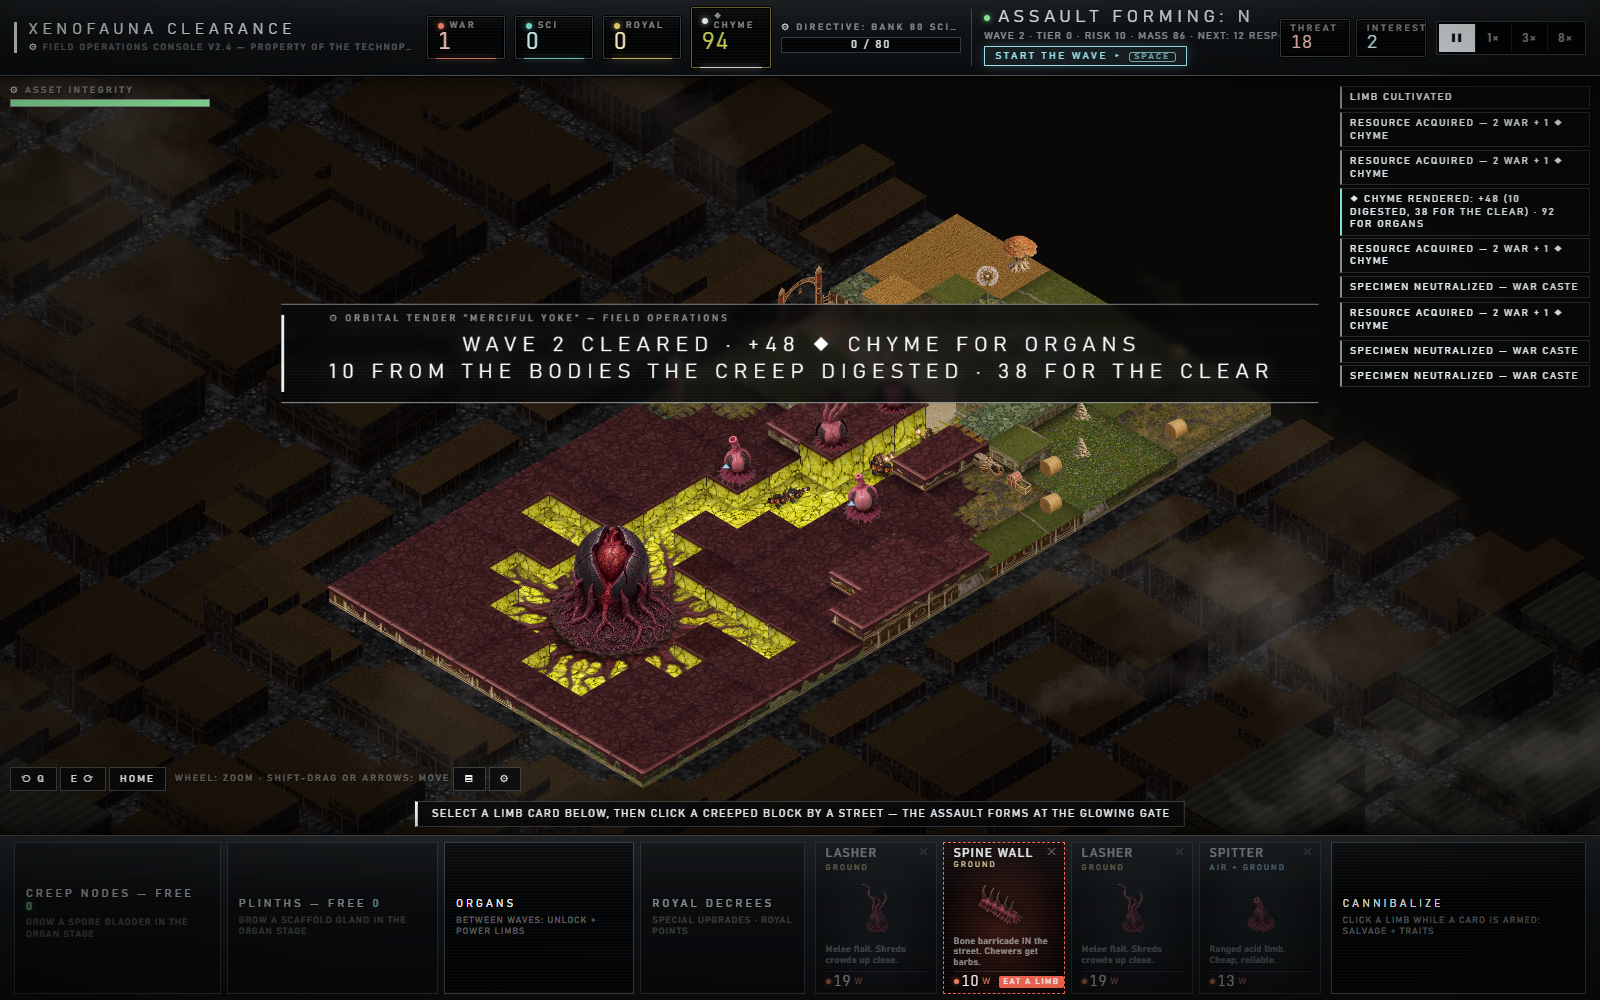 XENOFAUNA CLEARANCE
FIELD OPERATIONS CONSOLE V2.4 — PROPERTY OF THE TECHNOP…
WAR
1
SCI
0
ROYAL
0
◆ CHYME
94
DIRECTIVE: BANK 80 SCI…
0 / 80
ASSAULT FORMING: N
WAVE 2 · TIER 0 · RISK 10 · MASS 86 · NEXT: 12 RESP
START THE WAVE ▸ SPACE
THREAT
18
INTEREST
2
1×
3×
8×
ASSET INTEGRITY
LIMB CULTIVATED
RESOURCE ACQUIRED — 2 WAR + 1 ◆
CHYME
RESOURCE ACQUIRED — 2 WAR + 1 ◆
CHYME
◆ CHYME RENDERED: +48 (10
DIGESTED, 38 FOR THE CLEAR) · 92
FOR ORGANS
RESOURCE ACQUIRED — 2 WAR + 1 ◆
CHYME
SPECIMEN NEUTRALIZED — WAR CASTE
RESOURCE ACQUIRED — 2 WAR + 1 ◆
CHYME
SPECIMEN NEUTRALIZED — WAR CASTE
SPECIMEN NEUTRALIZED — WAR CASTE
ORBITAL TENDER "MERCIFUL YOKE" — FIELD OPERATIONS
WAVE 2 CLEARED · +48 ◆ CHYME FOR ORGANS
10 FROM THE BODIES THE CREEP DIGESTED · 38 FOR THE CLEAR
⟲ Q
E ⟳
HOME
WHEEL: ZOOM · SHIFT-DRAG OR ARROWS: MOVE
SELECT A LIMB CARD BELOW, THEN CLICK A CREEPED BLOCK BY A STREET — THE ASSAULT FORMS AT THE GLOWING GATE
CREEP NODES — FREE
0
GROW A SPORE BLADDER IN THE
ORGAN STAGE
PLINTHS — FREE 0
GROW A SCAFFOLD GLAND IN THE
ORGAN STAGE
ORGANS
BETWEEN WAVES: UNLOCK +
POWER LIMBS
ROYAL DECREES
SPECIAL UPGRADES · ROYAL
POINTS
LASHER ✕
GROUND
Melee flail. Shreds
crowds up close.
19 W
SPINE WALL ✕
GROUND
Bone barricade IN the
street. Chewers get
barbs.
10 W EAT A LIMB
LASHER ✕
GROUND
Melee flail. Shreds
crowds up close.
19 W
SPITTER ✕
AIR + GROUND
Ranged acid limb.
Cheap, reliable.
13 W
CANNIBALIZE
CLICK A LIMB WHILE A CARD IS ARMED:
SALVAGE + TRAITS